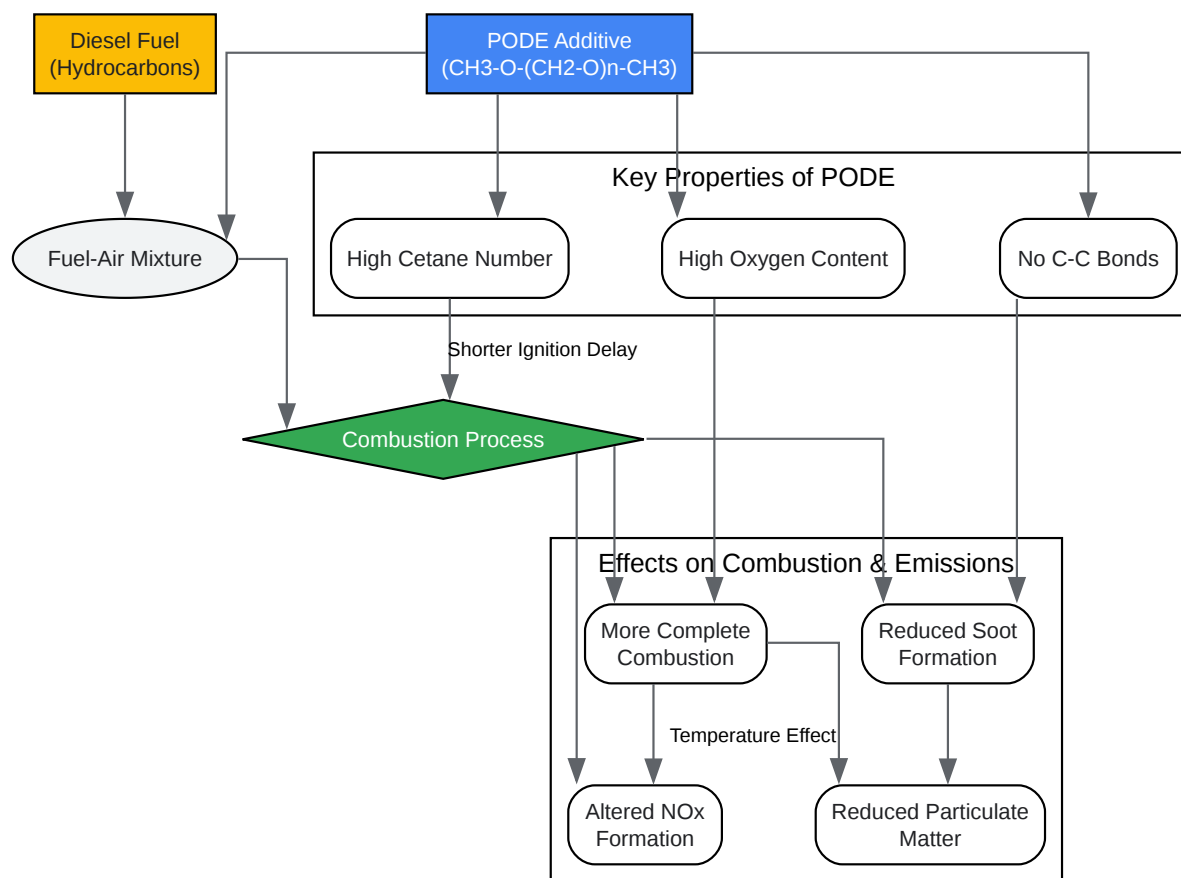 Diesel Fuel
(Hydrocarbons)
PODE Additive
(CH3-O-(CH2-O)n-CH3)
Key Properties of PODE
Fuel-Air Mixture
High Cetane Number
High Oxygen Content
No C-C Bonds
Shorter Ignition Delay
Combustion Process
Effects on Combustion & Emissions
More Complete
Combustion
Reduced Soot
Formation
Temperature Effect
Altered NOx
Formation
Reduced Particulate
Matter